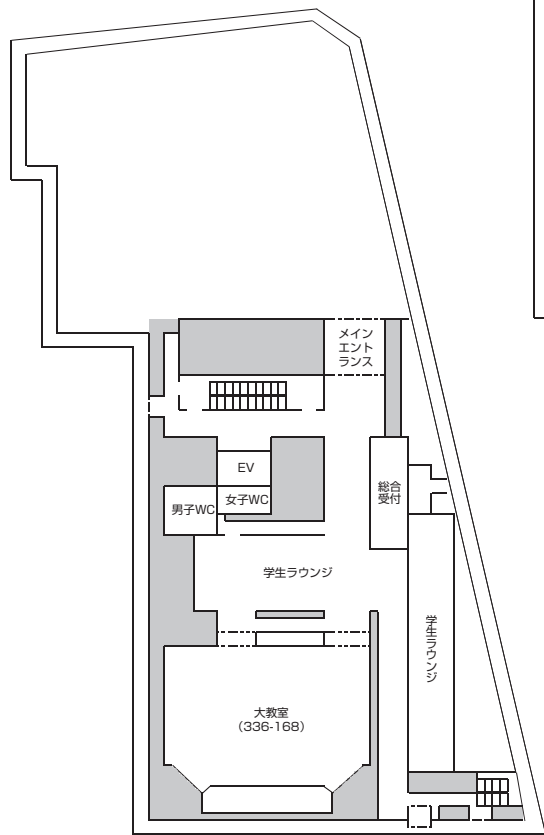 メイン
エント
ランス
EV
総合
受付
女子WC
男子WC
学生ラウンジ
学生ラウンジ
大教室
（336-168）